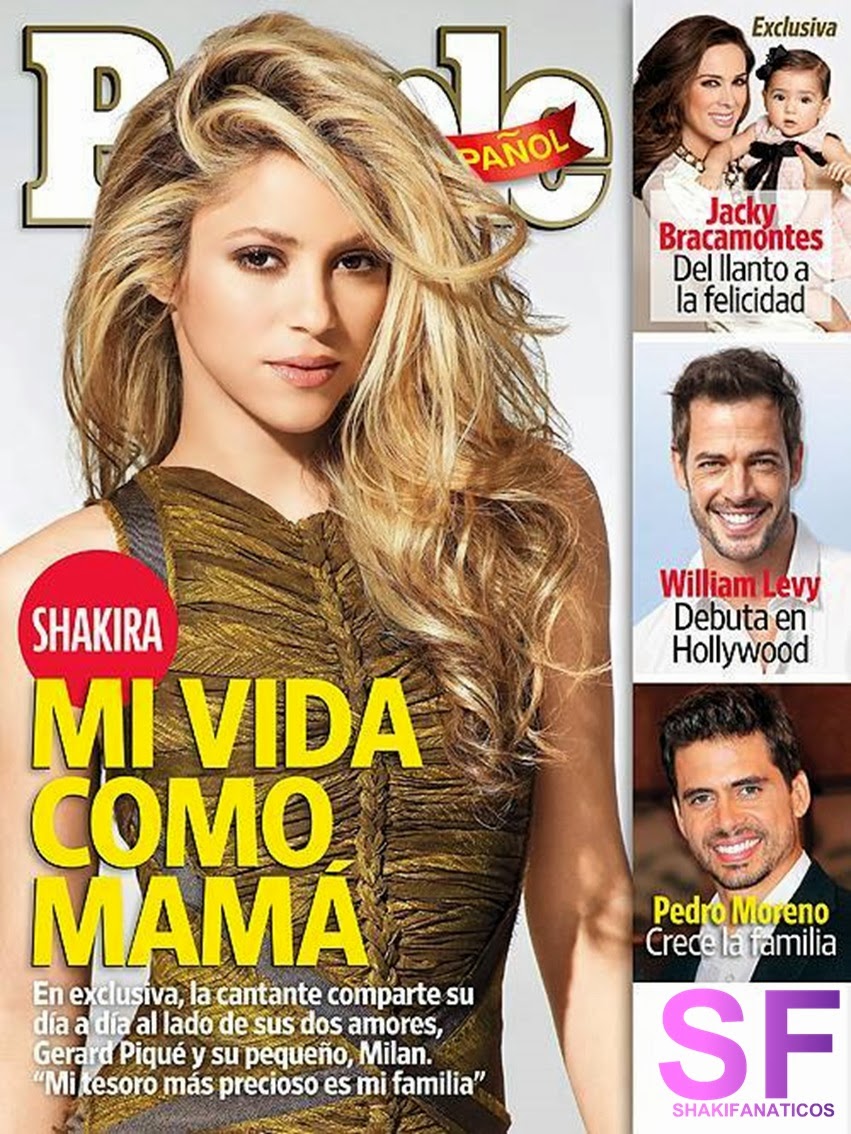 ESPAÑOL
SHAKIRA
MI VIDA
COMO
MAMÁ
En exclusiva, la cantante comparte su
día a día al lado de sus dos amores,
Gerard Piqué y su pequeño, Milan.
“Mi tesoro más precioso es mi familia”
Exclusiva
Jacky
Bracamontes
Del llanto a
la felicidad
William Levy
Debuta en
Hollywood
Pedro Moreno
Crece la familia
SF
SHAKIFANATICOS